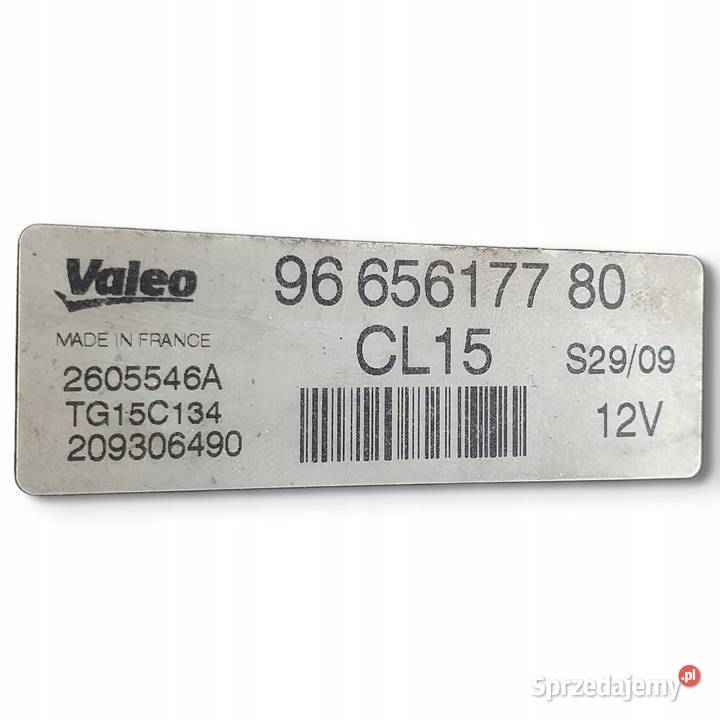 Valeo
96 656177 80
MADE IN FRANCE
CL15
S29/09
2605546A
TG15C134
12V
209306490
Sprzedajemy.pl